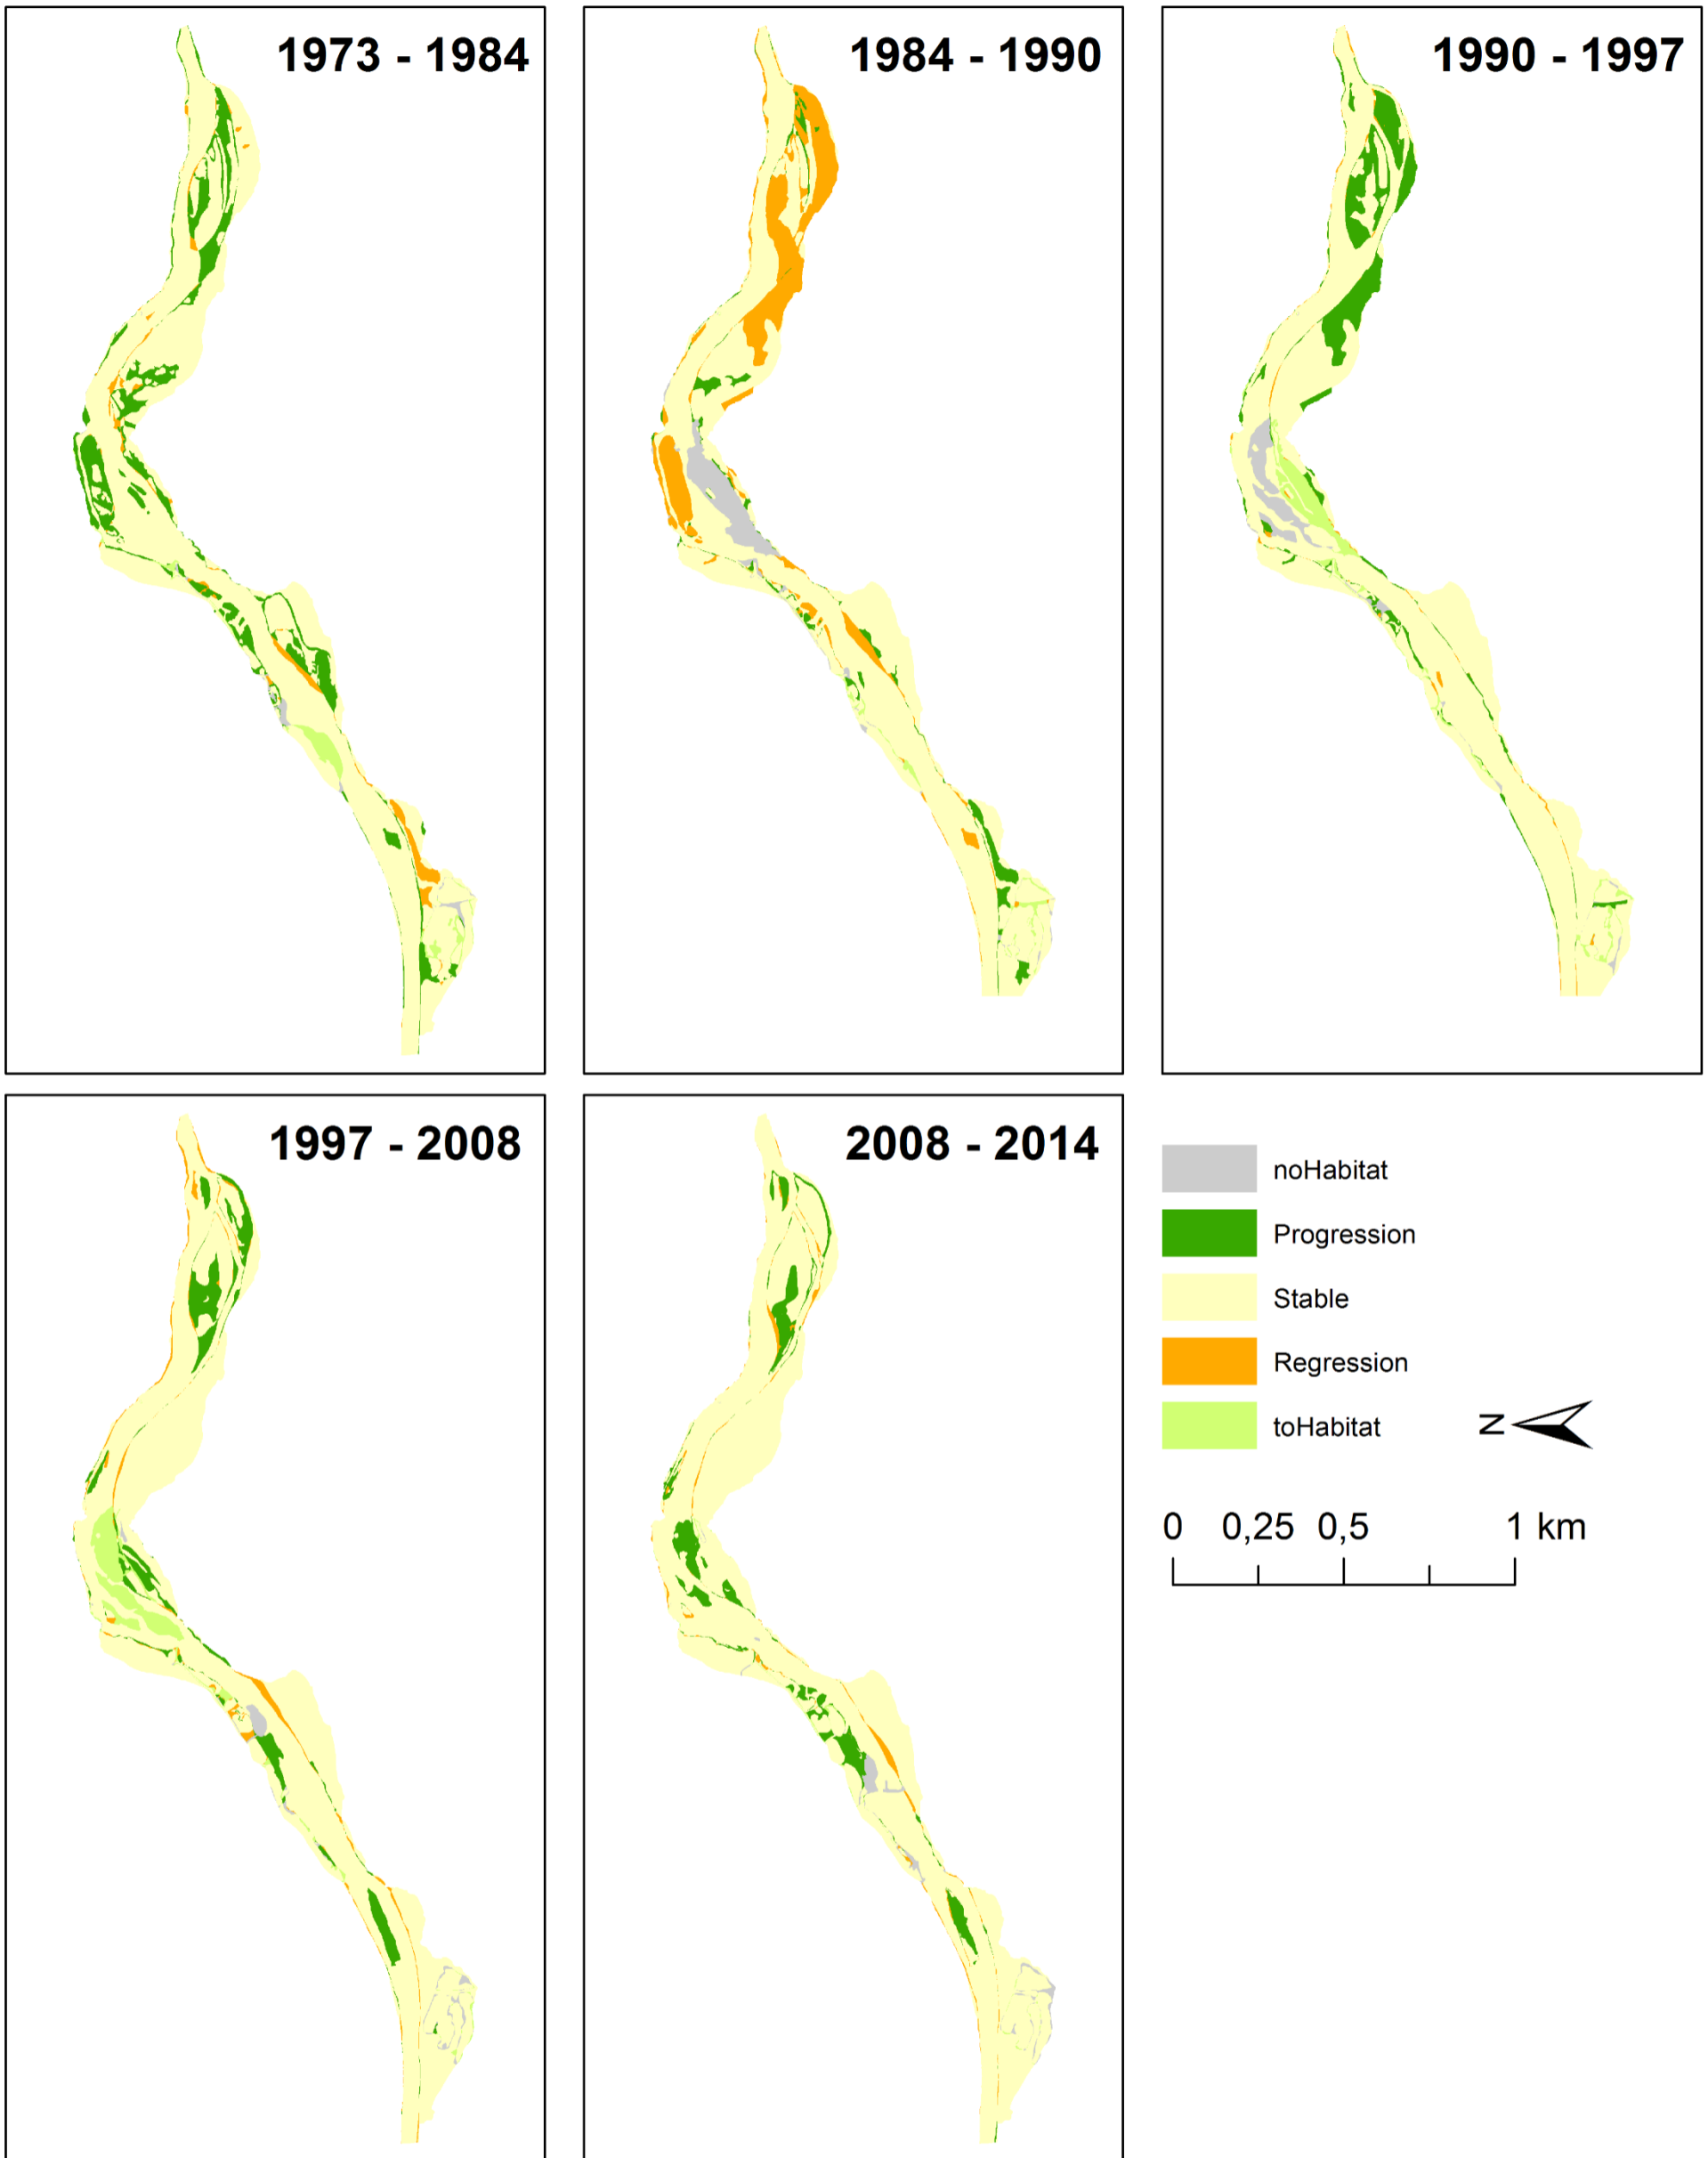 1973 - 1984
1984 - 1990
1990 - 1997
1997 - 2008
2008 - 2014
noHabitat
Progression
Stable
Regression
toHabitat
N
0 0,25 0,5 1 km